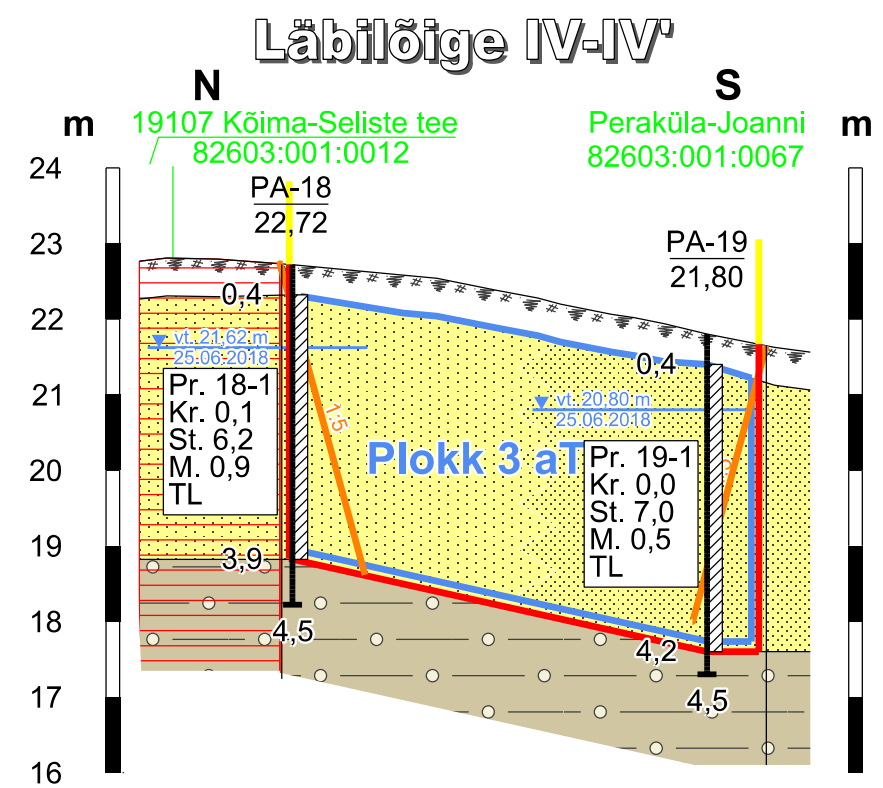 Läbilõige IV-IV'
N
S
m
19107 Kõima-Seliste tee
82603:001:0012
Peraküla-Joanni
82603:001:0067
m
24
23
22
21
20
19
18
17
16
PA-18
22,72
PA-19
21,80
0,4
vt. 21,62 m
25.06.2018
Pr. 18-1
Kr. 0,1
St. 6,2
M. 0,9
TL
1:5
3,9
4,5
Plokk 3 aT
0,4
vt. 20,80 m
25.06.2018
Pr. 19-1
Kr. 0,0
St. 7,0
M. 0,5
TL
4,2
4,5